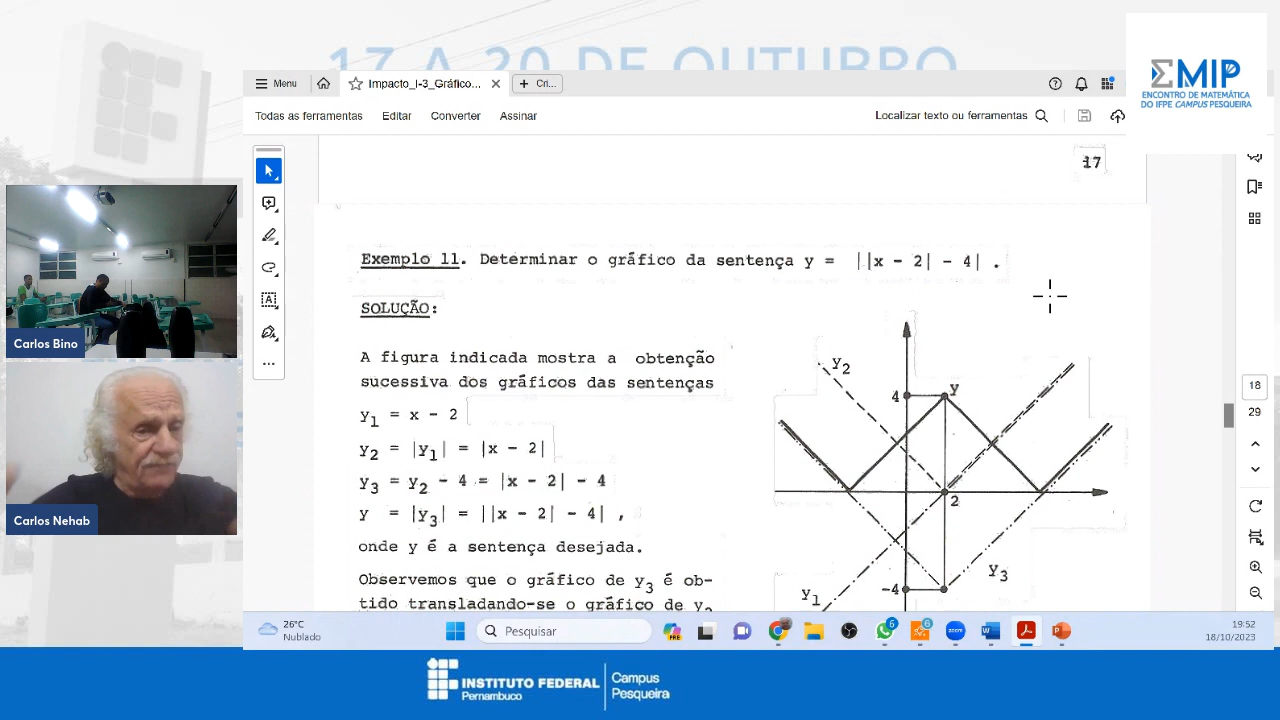 17 A 20 DE OUTUBRO
ΣMIP
ENCONTRO DE MATEMÁTICA
DO IFPE CAMPUS PESQUEIRA
Menu
Impacto_I-3_Gráfico...
Cri...
Todas as ferramentas
Editar
Converter
Assinar
Localizar texto ou ferramentas
17
Exemplo 11. Determinar o gráfico da sentença y = ||x - 2| - 4| .
SOLUÇÃO:
A figura indicada mostra a obtenção
sucessiva dos gráficos das sentenças
y₁ = x - 2
y₂ = |y₁| = |x - 2|
y₃ = y₂ - 4 = |x - 2| - 4
y = |y₃| = ||x - 2| - 4| ,
onde y é a sentença desejada.
Observemos que o gráfico de y₃ é ob-
tido transladando-se o gráfico de y₂
y₂
y
4
2
-4
y₃
y₁
18
29
Carlos Bino
Carlos Nehab
26°C
Nublado
Pesquisar
PRE
6
6
zoom
W
P
19:52
18/10/2023
INSTITUTO FEDERAL
Pernambuco
Campus
Pesqueira